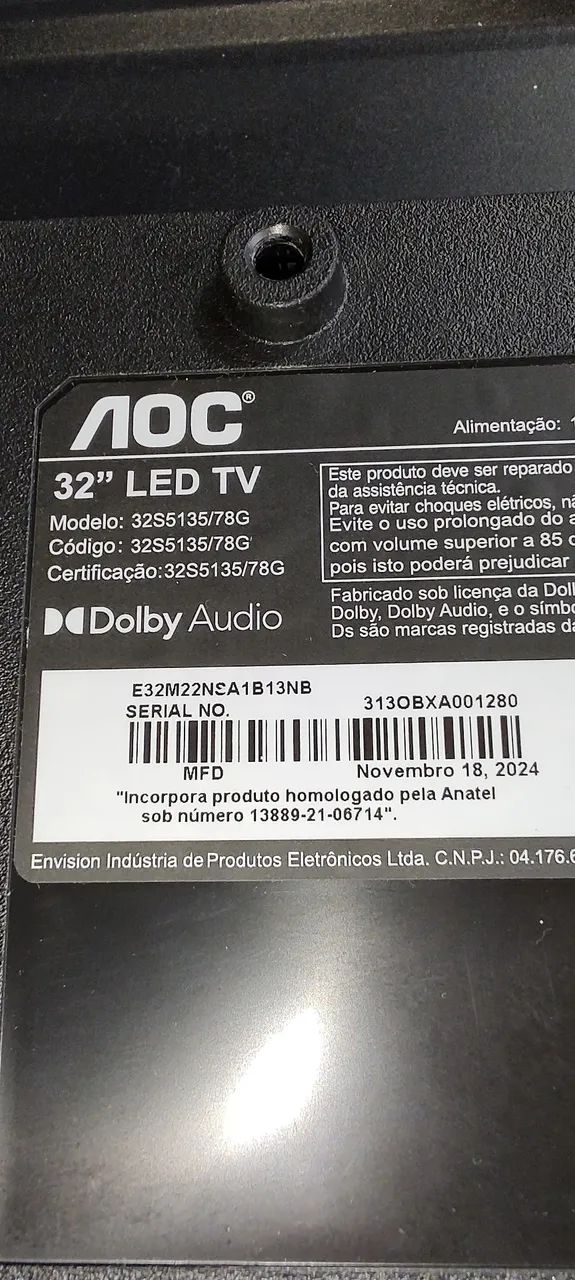 AOC®
Alimentação: 1
32” LED TV
Modelo: 32S5135/78G
Código: 32S5135/78G
Certificação:32S5135/78G
Dolby Audio
Este produto deve ser reparado
da assistência técnica.
Para evitar choques elétricos, nã
Evite o uso prolongado do a
com volume superior a 85
pois isto poderá prejudicar
Fabricado sob licença da Dol
Dolby, Dolby Audio, e o símbo
Ds são marcas registradas da
E32M22NSA1B13NB
SERIAL NO.
313OBXA001280
MFD
Novembro 18, 2024
"Incorpora produto homologado pela Anatel
sob número 13889-21-06714".
Envision Indústria de Produtos Eletrônicos Ltda. C.N.P.J.: 04.176.6